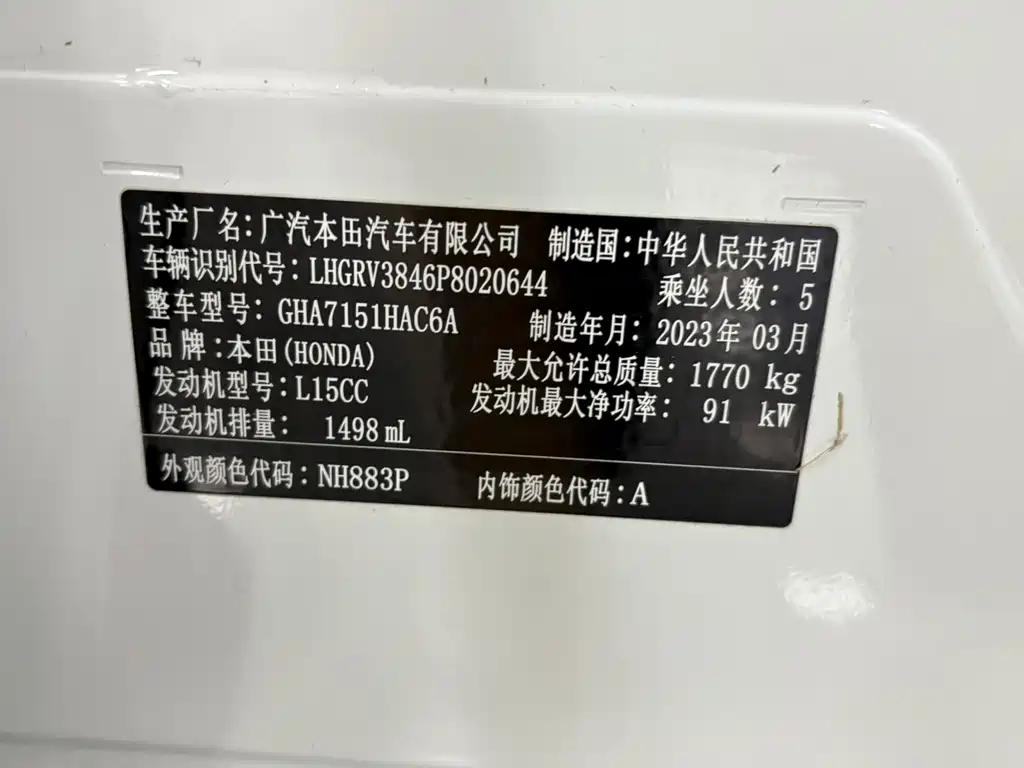 生产厂名:广汽本田汽车有限公司 制造国:中华人民共和国
车辆识别代号: LHGRV3846P8020644 乘坐人数: 5
整车型号: GHA7151HAC6A 制造年月: 2023年 03月
品 牌:本田(HONDA) 最大允许总质量: 1770 kg
发动机型号:L15CC 发动机最大净功率: 91 kW
发动机排量: 1498 mL
外观颜色代码:NH883P 内饰颜色代码:A